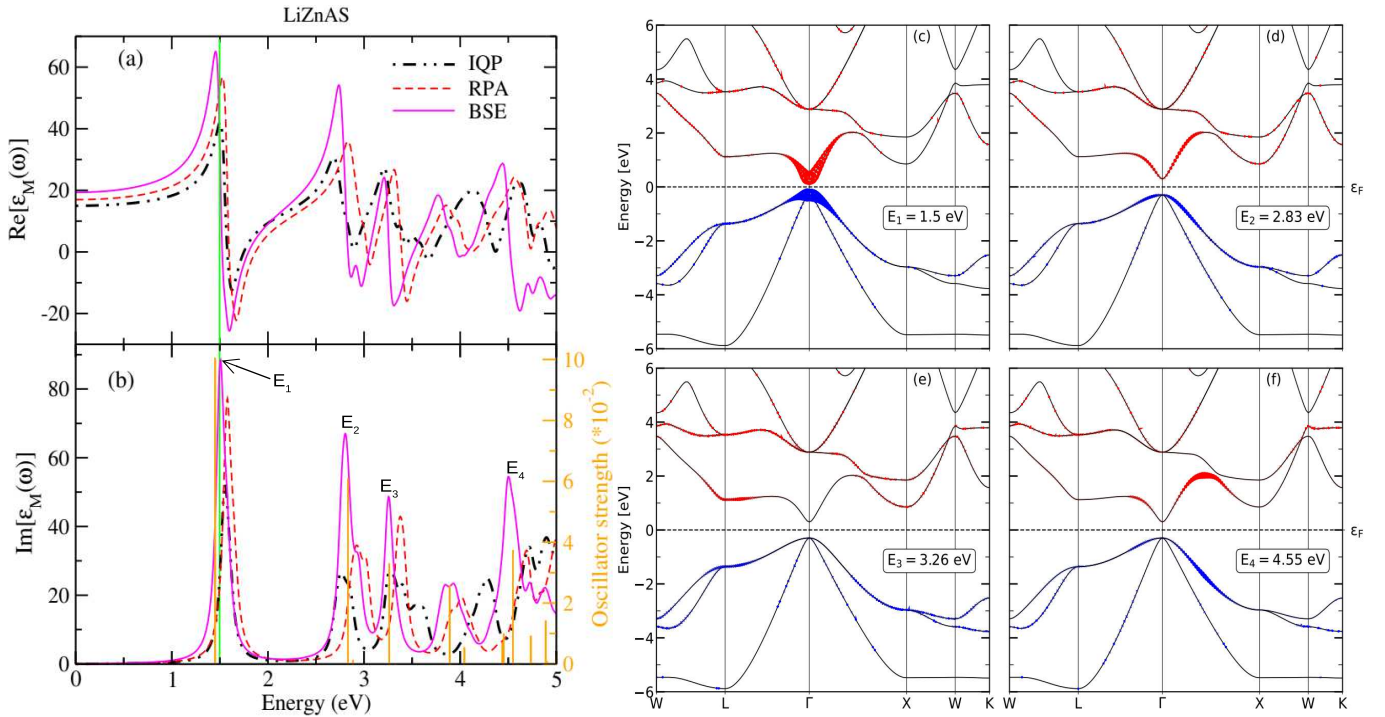 LiZnAS
(a)
IQP
RPA
BSE
Re[ε_M(ω)]
60
40
20
0
-20
(b)
E₁
E₂
E₃
E₄
Im[ε_M(ω)]
80
60
40
20
0
10
8
6
4
2
0
Oscillator strength (*10⁻²)
0 1 2 3 4 5
Energy (eV)
(c)
Energy [eV]
6
4
2
0
−2
−4
6
E₁ = 1.5 eV
(d)
E₂ = 2.83 eV
ε_F
(e)
Energy [eV]
6
4
2
0
−2
−4
−6
E₃ = 3.26 eV
W L Γ X W K
(f)
E₄ = 4.55 eV
ε_F
W L Γ X W K